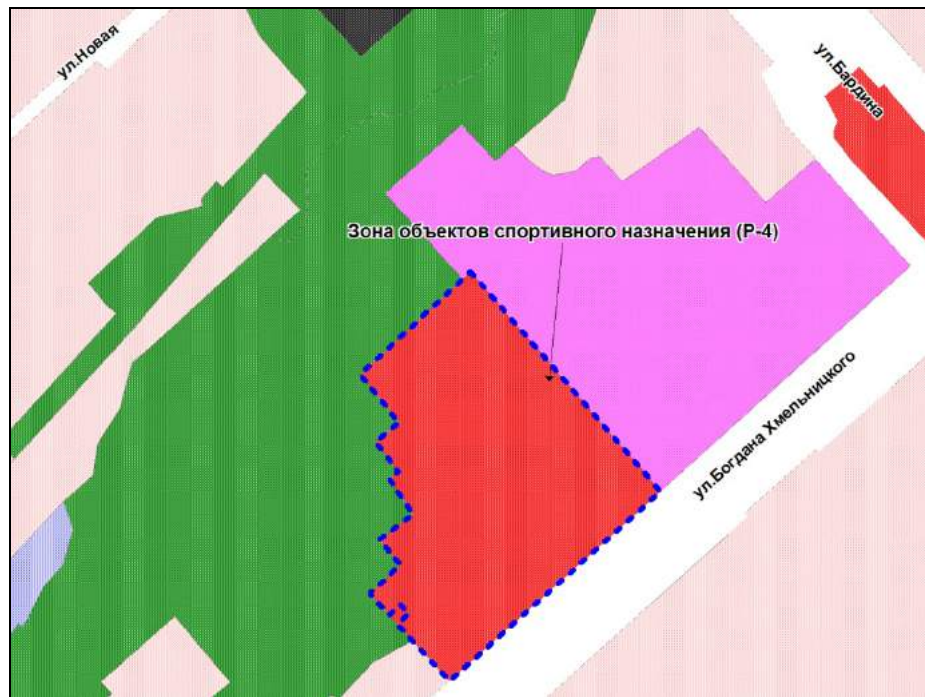 ул.Новая
ул.Бардина
Зона объектов спортивного назначения (Р-4)
ул.Богдана Хмельницкого